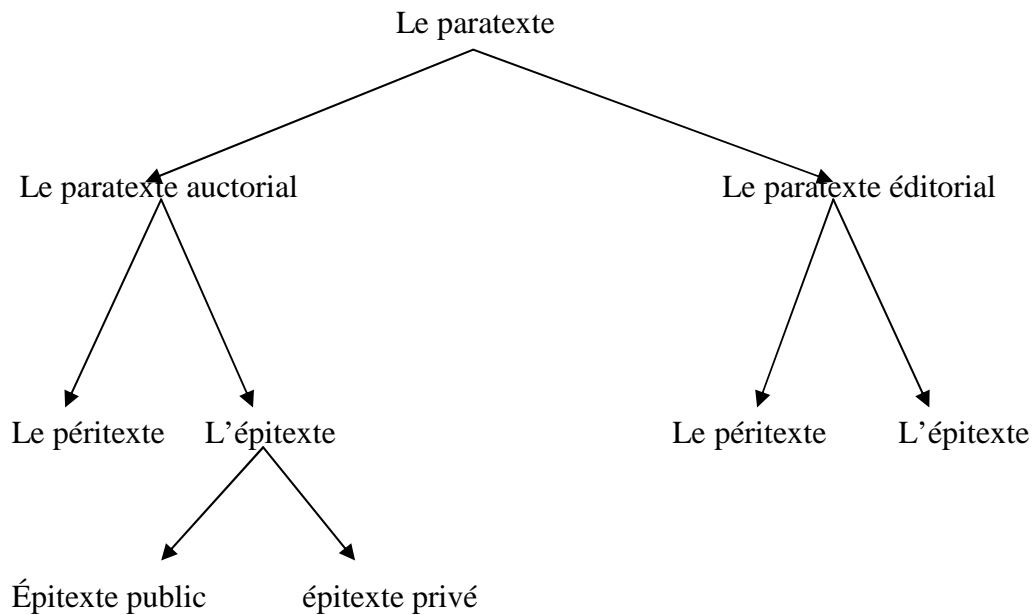 Le paratexte
Le paratexte auctorial Le paratexte éditorial
Le péritexte L’épitexte Le péritexte L’épitexte
Épitexte public épitexte privé